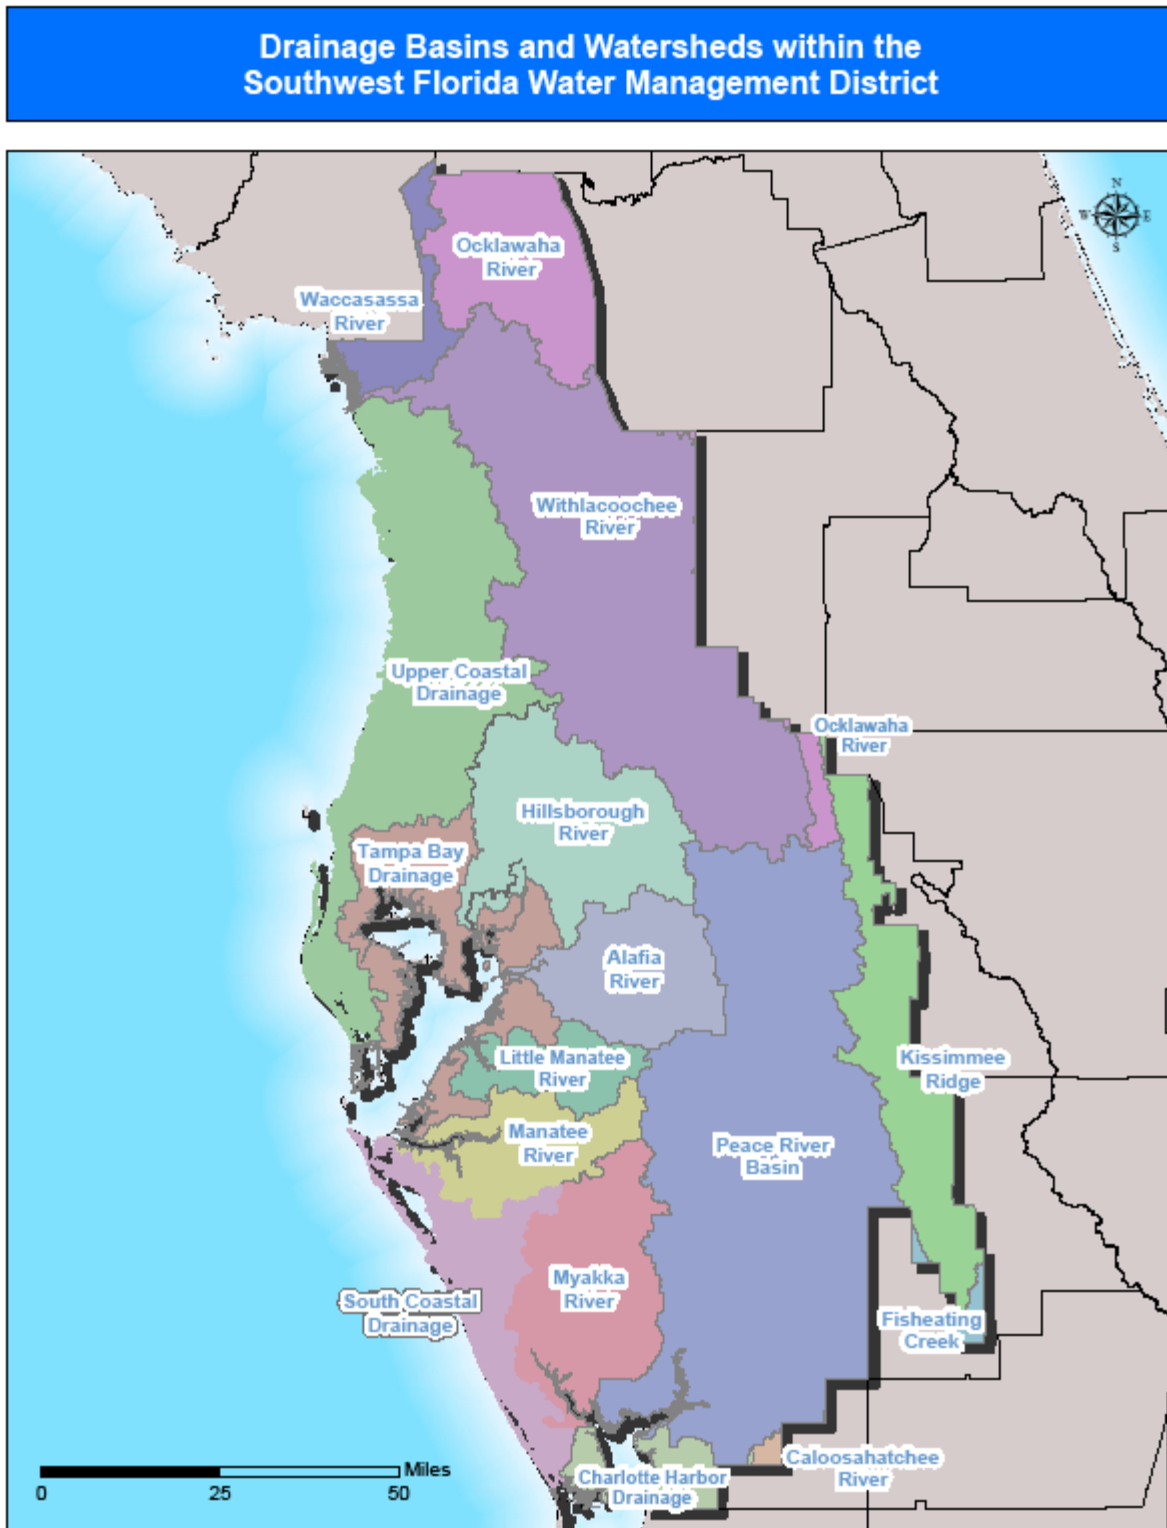 Drainage Basins and Watersheds within the
Southwest Florida Water Management District
N
W
E
S
Ocklawaha
River
Waccasassa
River
Withlacoochee
River
Upper Coastal
Drainage
Ocklawaha
River
Hillsborough
River
Tampa Bay
Drainage
Alafia
River
Little Manatee
River
Kissimmee
Ridge
Manatee
River
Peace River
Basin
Myakka
River
South Coastal
Drainage
Fisheating
Creek
Caloosahatchee
River
Charlotte Harbor
Drainage
Miles
0 25 50